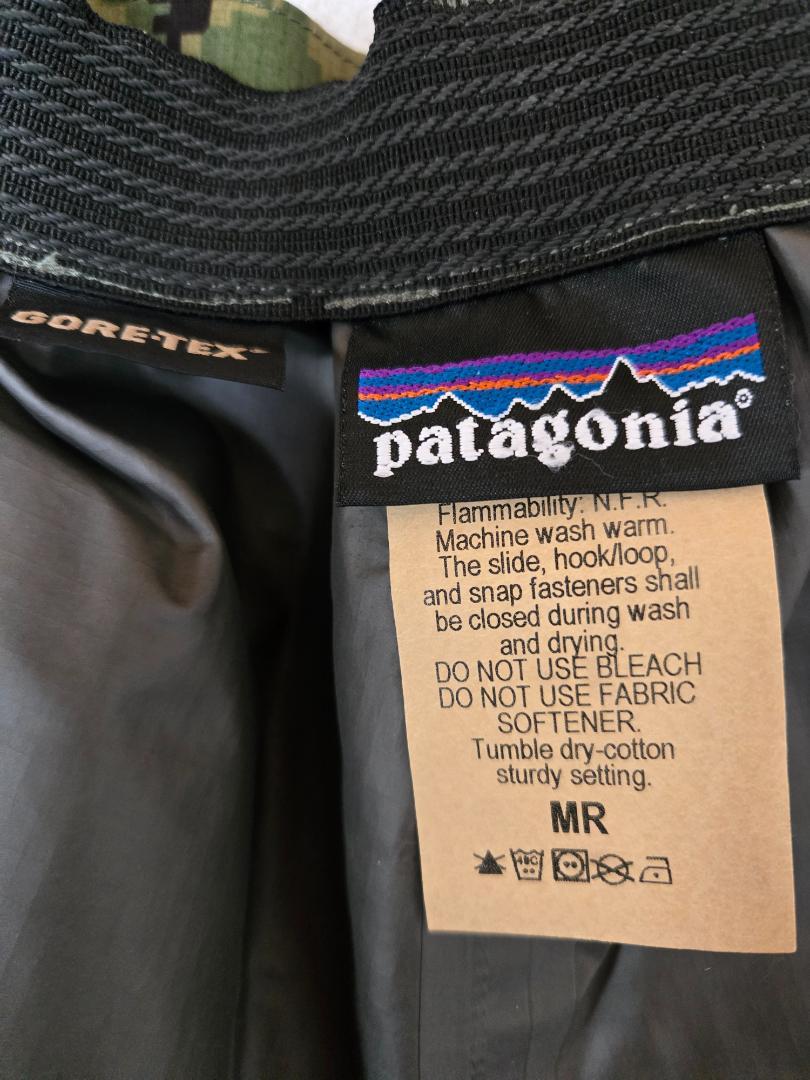 GORE-TEX
patagonia®
Flammability: N.F.R.
Machine wash warm.
The slide, hook/loop,
and snap fasteners shall
be closed during wash
and drying.
DO NOT USE BLEACH
DO NOT USE FABRIC
SOFTENER.
Tumble dry-cotton
sturdy setting.
MR
40C